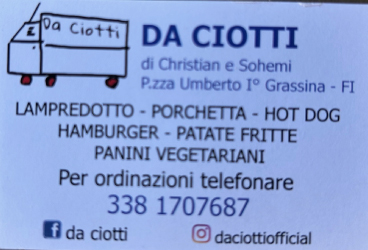 Da Ciotti
DA CIOTTI
di Christian e Sohemi
P.zza Umberto I° Grassina - FI
LAMPREDOTTO - PORCHETTA - HOT DOG
HAMBURGER - PATATE FRITTE
PANINI VEGETARIANI
Per ordinazioni telefonare
338 1707687
da ciotti
daciottiofficial